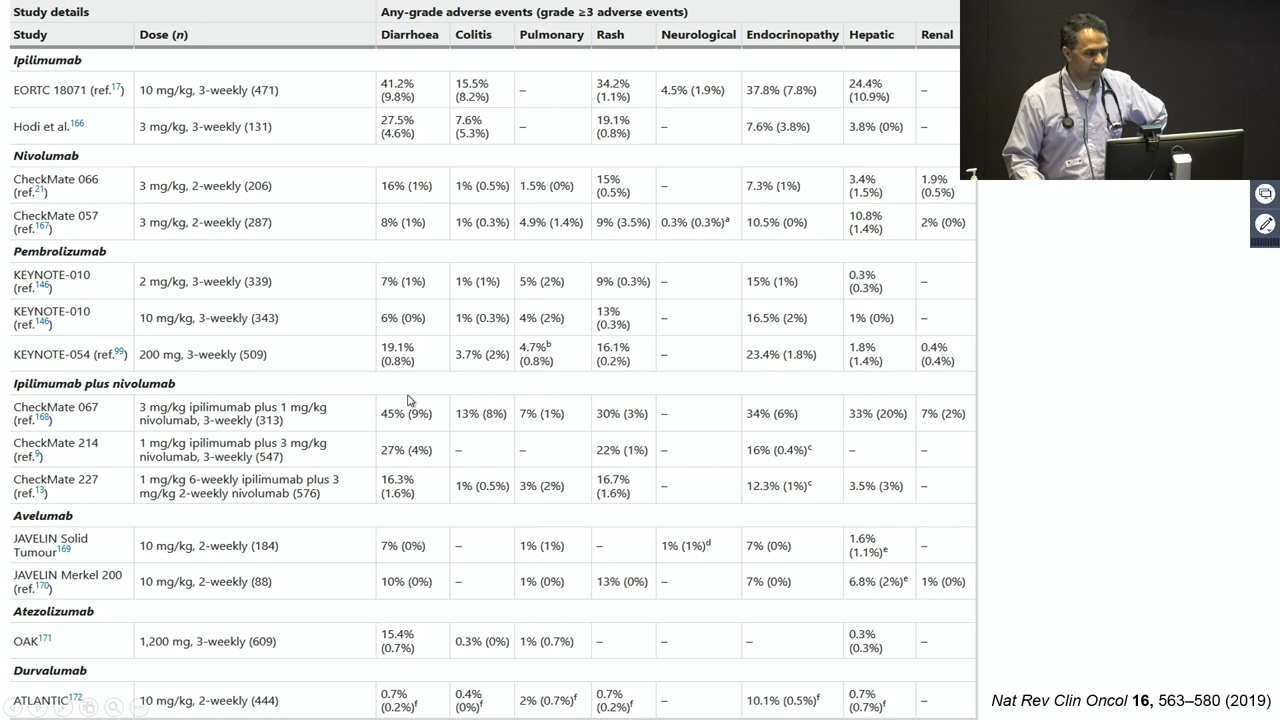 Study details Any-grade adverse events (grade ≥3 adverse events)
Study Dose (n) Diarrhoea Colitis Pulmonary Rash Neurological Endocrinopathy Hepatic Renal
Ipilimumab
EORTC 18071 (ref.17) 10 mg/kg, 3-weekly (471) 41.2% (9.8%) 15.5% (8.2%) – 34.2% (1.1%) 4.5% (1.9%) 37.8% (7.8%) 24.4% (10.9%) –
Hodi et al.166 3 mg/kg, 3-weekly (131) 27.5% (4.6%) 7.6% (5.3%) – 19.1% (0.8%) – 7.6% (3.8%) 3.8% (0%) –
Nivolumab
CheckMate 066 (ref.21) 3 mg/kg, 2-weekly (206) 16% (1%) 1% (0.5%) 1.5% (0%) 15% (0.5%) – 7.3% (1%) 3.4% (1.5%) 1.9% (0.5%)
CheckMate 057 (ref.167) 3 mg/kg, 2-weekly (287) 8% (1%) 1% (0.3%) 4.9% (1.4%) 9% (3.5%) 0.3% (0.3%)a 10.5% (0%) 10.8% (1.4%) 2% (0%)
Pembrolizumab
KEYNOTE-010 (ref.146) 2 mg/kg, 3-weekly (339) 7% (1%) 1% (1%) 5% (2%) 9% (0.3%) – 15% (1%) 0.3% (0.3%) –
KEYNOTE-010 (ref.146) 10 mg/kg, 3-weekly (343) 6% (0%) 1% (0.3%) 4% (2%) 13% (0.3%) – 16.5% (2%) 1% (0%) –
KEYNOTE-054 (ref.99) 200 mg, 3-weekly (509) 19.1% (0.8%) 3.7% (2%) 4.7%b (0.8%) 16.1% (0.2%) – 23.4% (1.8%) 1.8% (1.4%) 0.4% (0.4%)
Ipilimumab plus nivolumab
CheckMate 067 (ref.168) 3 mg/kg ipilimumab plus 1 mg/kg nivolumab, 3-weekly (313) 45% (9%) 13% (8%) 7% (1%) 30% (3%) – 34% (6%) 33% (20%) 7% (2%)
CheckMate 214 (ref.9) 1 mg/kg ipilimumab plus 3 mg/kg nivolumab, 3-weekly (547) 27% (4%) – – 22% (1%) – 16% (0.4%)c – –
CheckMate 227 (ref.13) 1 mg/kg 6-weekly ipilimumab plus 3 mg/kg 2-weekly nivolumab (576) 16.3% (1.6%) 1% (0.5%) 3% (2%) 16.7% (1.6%) – 12.3% (1%)c 3.5% (3%) –
Avelumab
JAVELIN Solid Tumour169 10 mg/kg, 2-weekly (184) 7% (0%) – 1% (1%) – 1% (1%)d 7% (0%) 1.6% (1.1%)e –
JAVELIN Merkel 200 (ref.170) 10 mg/kg, 2-weekly (88) 10% (0%) – 1% (0%) 13% (0%) – 7% (0%) 6.8% (2%)e 1% (0%)
Atezolizumab
OAK171 1,200 mg, 3-weekly (609) 15.4% (0.7%) 0.3% (0%) 1% (0.7%) – – – 0.3% (0.3%) –
Durvalumab
ATLANTIC172 10 mg/kg, 2-weekly (444) 0.7% (0.2%)f 0.4% (0%)f 2% (0.7%)f 0.7% (0.2%)f – 10.1% (0.5%)f 0.7% (0.7%)f –
Nat Rev Clin Oncol 16, 563–580 (2019)